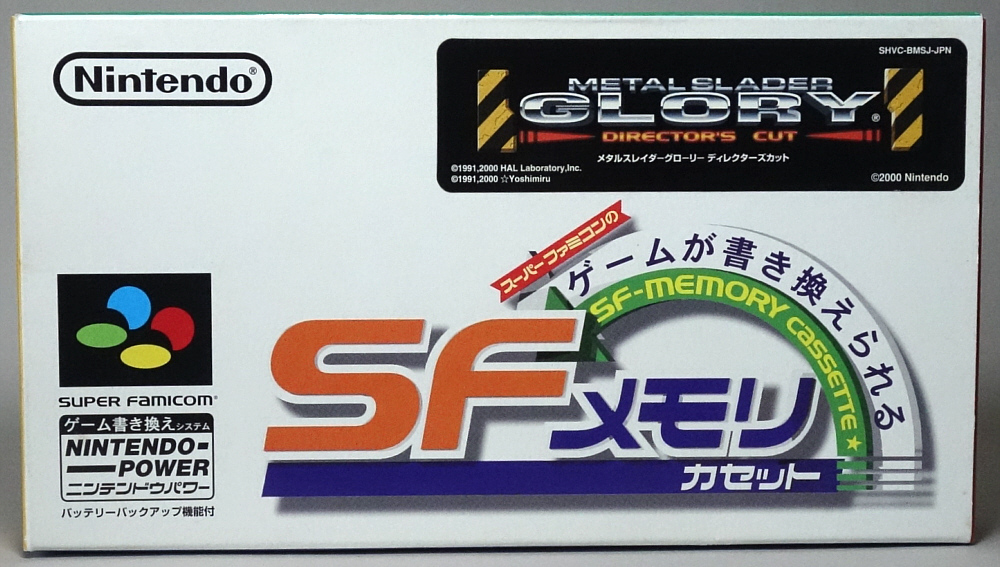 Nintendo®
SHVC-BMSJ-JPN
METAL SLADER
GLORY®
DIRECTOR'S CUT
メタルスレイダーグローリー ディレクターズカット
©1991,2000 HAL Laboratory,Inc.
©1991,2000 ☆Yoshimiru
©2000 Nintendo
スーパーファミコンの
ゲームが書き換えられる
SF-MEMORY CASSETTE★
SFメモリ
カセット
SUPER FAMICOM®
ゲーム書き換えシステム
NINTENDO-
POWER
ニンテンドウパワー
バッテリーバックアップ機能付